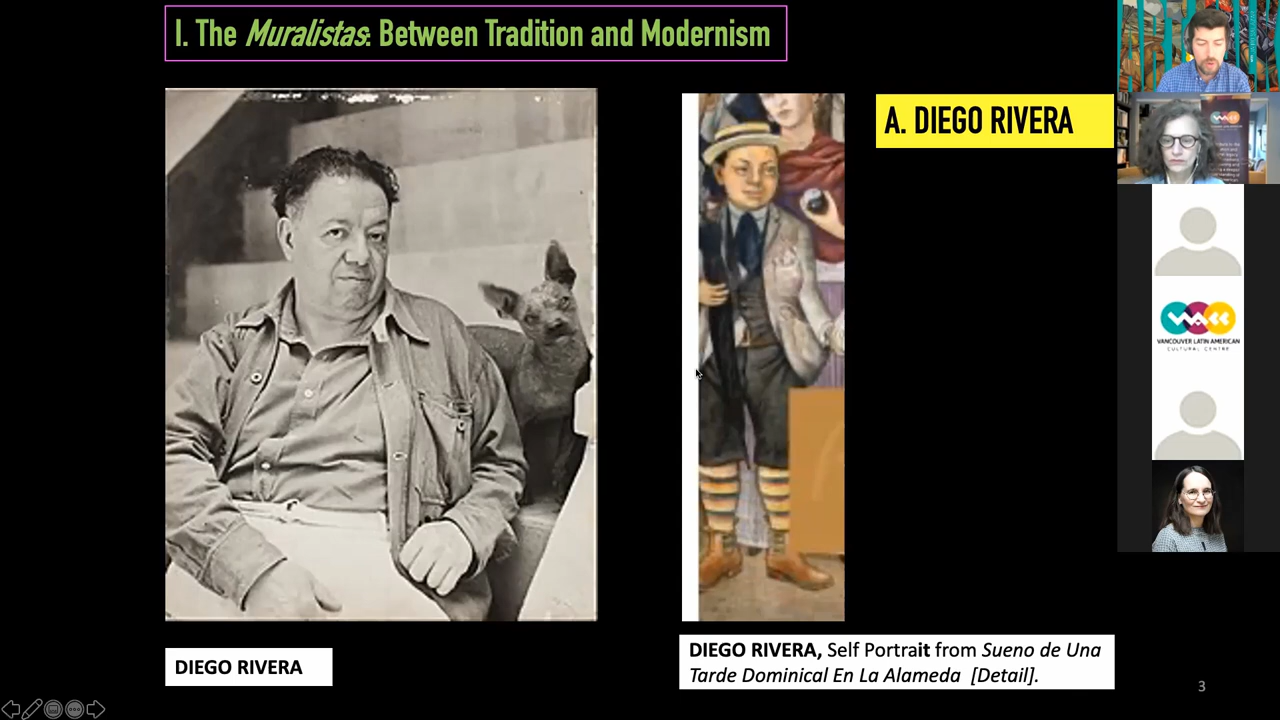 I. The Muralistas: Between Tradition and Modernism
A. DIEGO RIVERA
DIEGO RIVERA
DIEGO RIVERA, Self Portrait from Sueno de Una
Tarde Dominical En La Alameda [Detail].
3
VANCOUVER LATIN AMERICAN
CULTURAL CENTRE